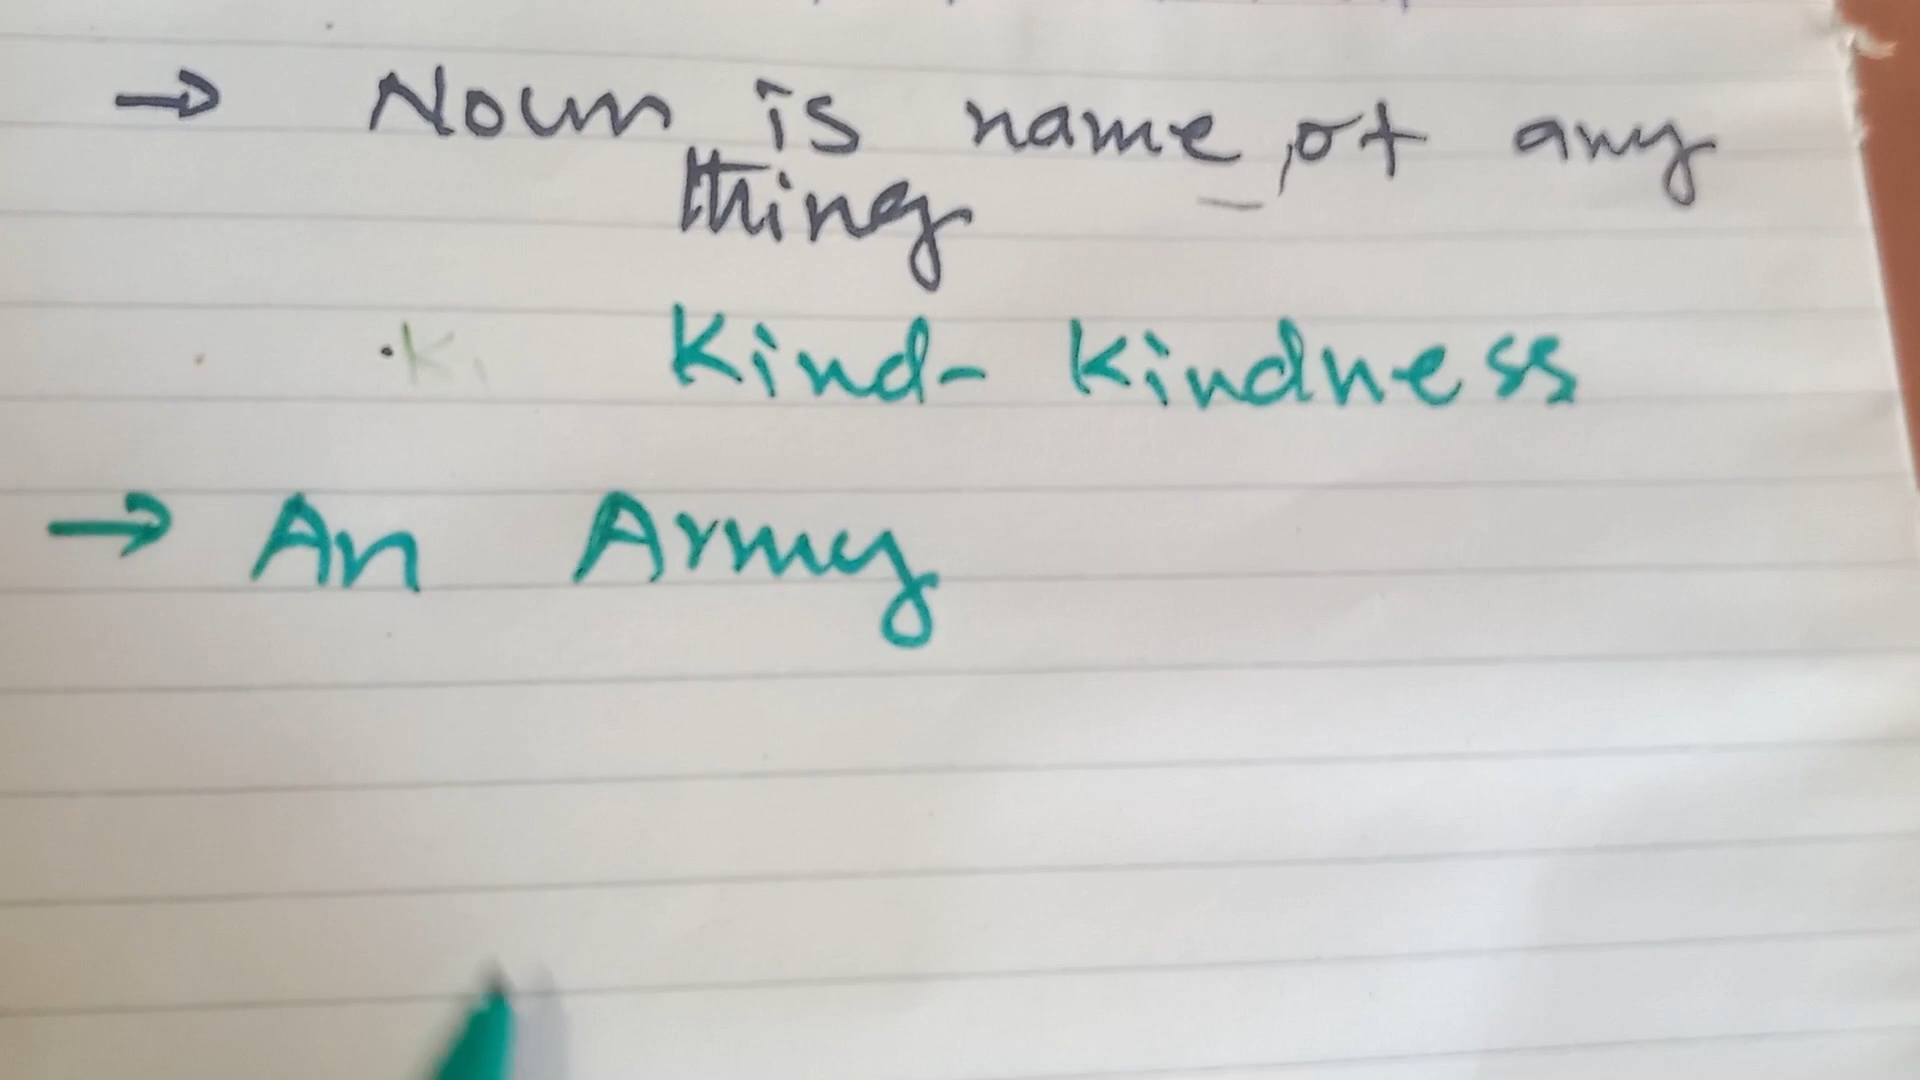 → Noun is name of any
thing
K. Kind- Kindness
→ An Army